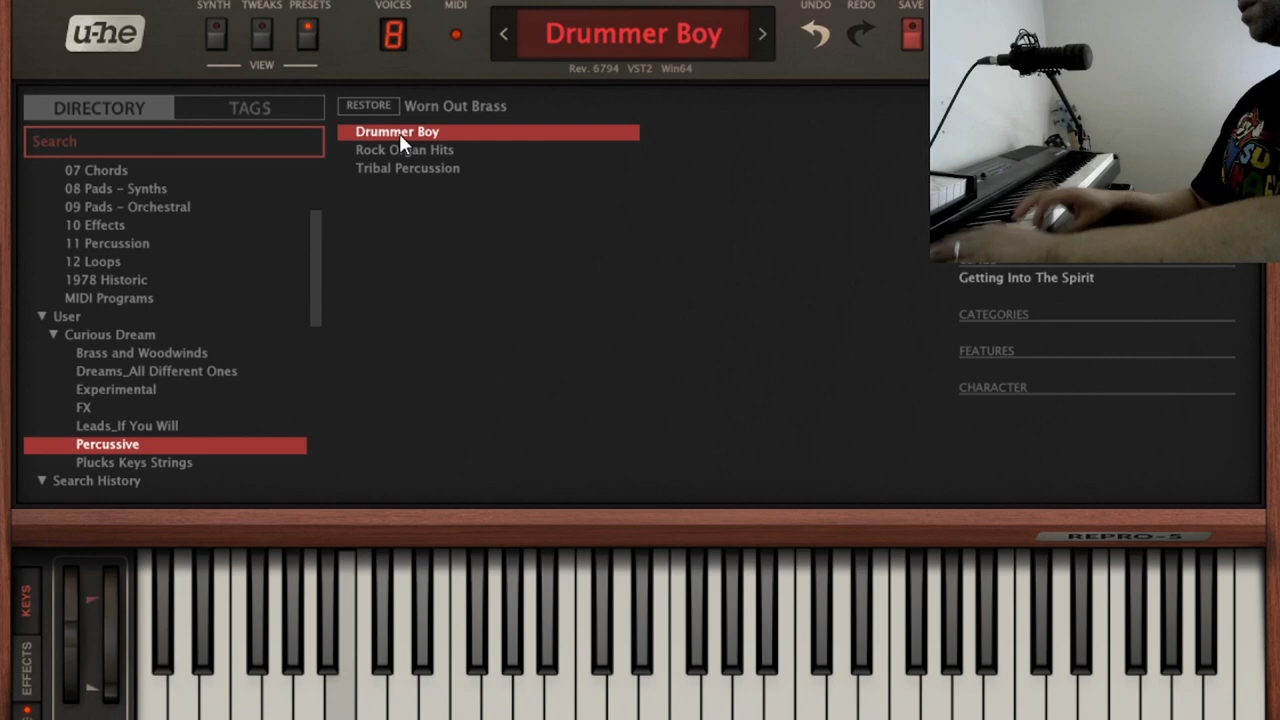 SYNTH TWEAKS PRESETS VOICES MIDI UNDO REDO SAVE
u-he 8 Drummer Boy
VIEW Rev. 6794 VST2 Win64
DIRECTORY TAGS RESTORE Worn Out Brass
Search Drummer Boy
Rock Organ Hits
Tribal Percussion
07 Chords
08 Pads - Synths
09 Pads - Orchestral
10 Effects
11 Percussion
12 Loops
1978 Historic
MIDI Programs
User
Curious Dream
Brass and Woodwinds
Dreams_All Different Ones
Experimental
FX
Leads_If You Will
Percussive
Plucks Keys Strings
Search History
Getting Into The Spirit
CATEGORIES
FEATURES
CHARACTER
REPRO-5
KEYS
EFFECTS